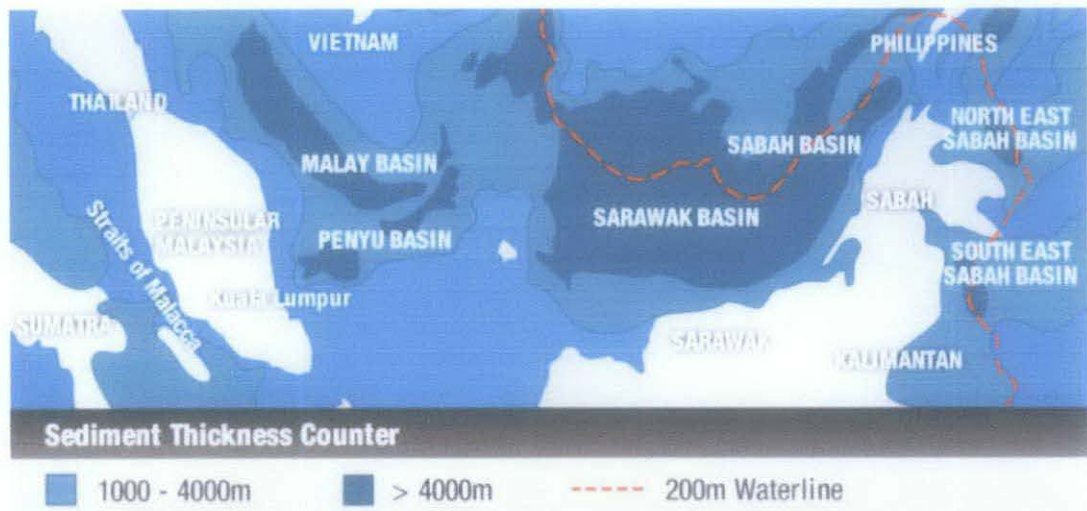 VIETNAM
PHILIPPINES
THAILAND
NORTH EAST
SABAH BASIN
MALAY BASIN
SABAH BASIN
SABAH
Straits of Malacca
PENINSULAR
MALAYSIA
PENYU BASIN
SARAWAK BASIN
SOUTH EAST
SABAH BASIN
Kuala Lumpur
SUMATRA
SARAWAK
KALIMANTAN
Sediment Thickness Counter
1000 - 4000m
> 4000m
200m Waterline